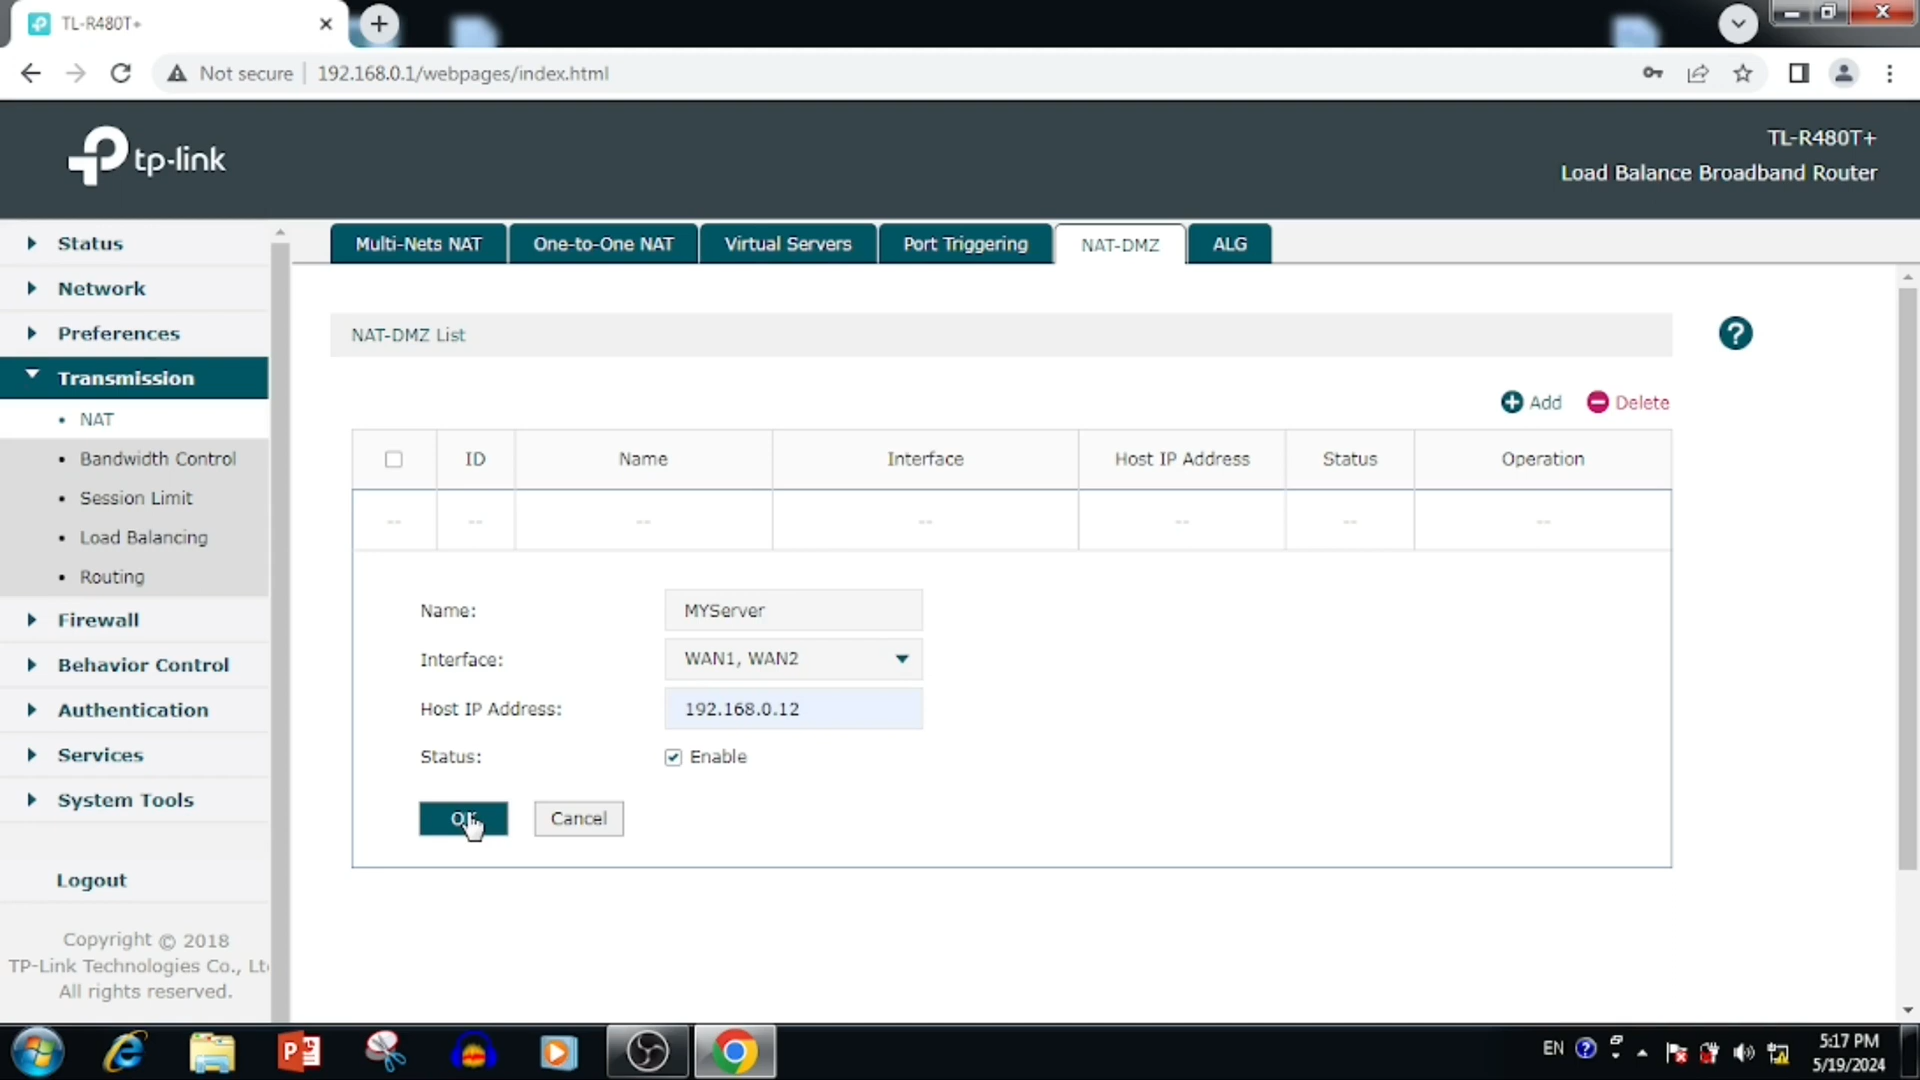 TL-R480T+
Not secure
192.168.0.1/webpages/index.html
tp-link
TL-R480T+
Load Balance Broadband Router
Status
Network
Preferences
Transmission
NAT
Bandwidth Control
Session Limit
Load Balancing
Routing
Firewall
Behavior Control
Authentication
Services
System Tools
Logout
Copyright © 2018
TP-Link Technologies Co., Lt
All rights reserved.
Multi-Nets NAT One-to-One NAT Virtual Servers Port Triggering NAT-DMZ ALG
NAT-DMZ List
?
Add Delete
ID Name Interface Host IP Address Status Operation
-- -- -- -- -- -- --
Name: MYServer
Interface: WAN1, WAN2
Host IP Address: 192.168.0.12
Status: Enable
OK Cancel
EN
5:17 PM
5/19/2024